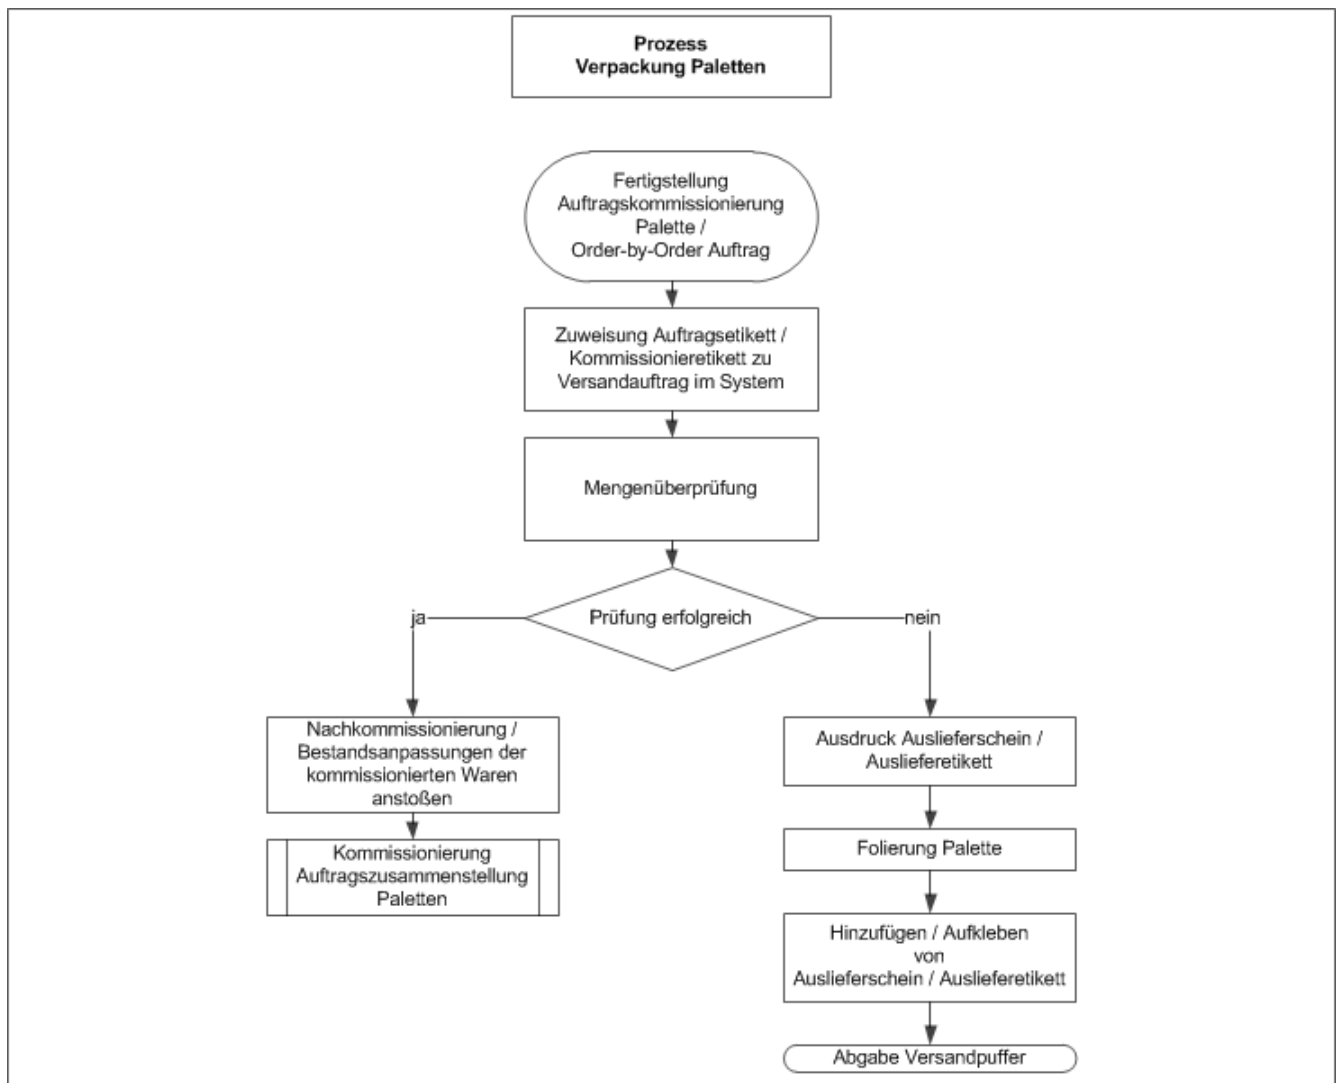 Prozess
Verpackung Paletten
Fertigstellung
Auftragskommissionierung
Palette /
Order-by-Order Auftrag
Zuweisung Auftragsetikett /
Kommissionieretikett zu
Versandauftrag im System
Mengenüberprüfung
Prüfung erfolgreich
ja
nein
Nachkommissionierung /
Bestandsanpassungen der
kommissionierten Waren
anstoßen
Kommissionierung
Auftragszusammenstellung
Paletten
Ausdruck Auslieferschein /
Auslieferetikett
Folierung Palette
Hinzufügen / Aufkleben
von
Auslieferschein / Auslieferetikett
Abgabe Versandpuffer